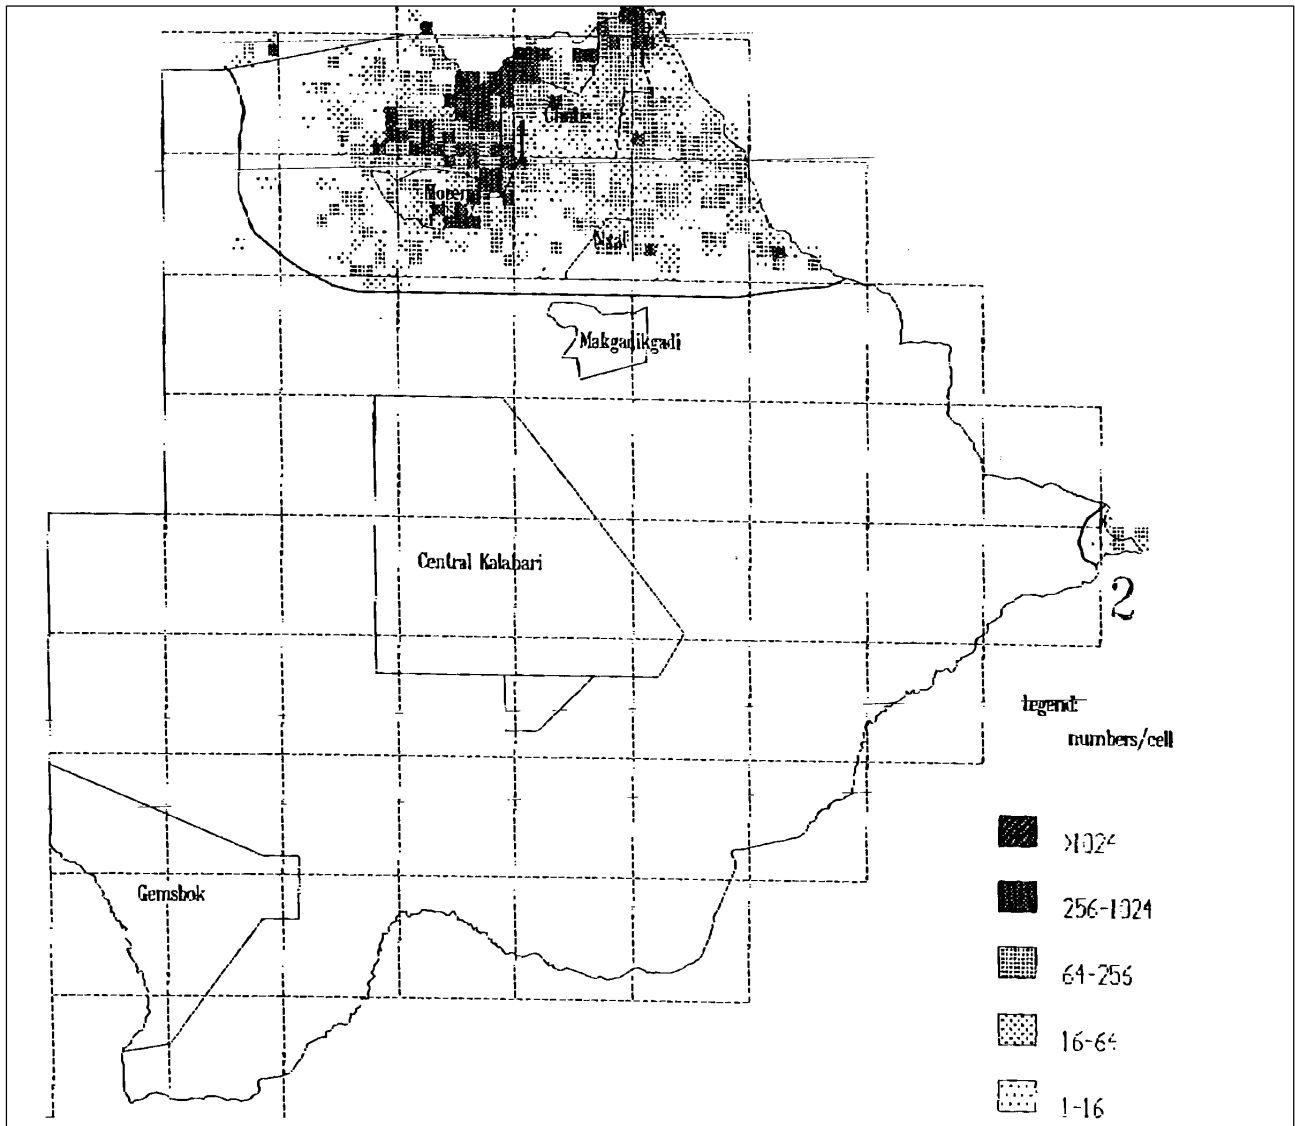 Chobe
1
Moremi
Nxai
Makgadikgadi
Central Kalahari
2
legend:
numbers/cell
Gemsbok
>1024
256-1024
64-256
16-64
1-16